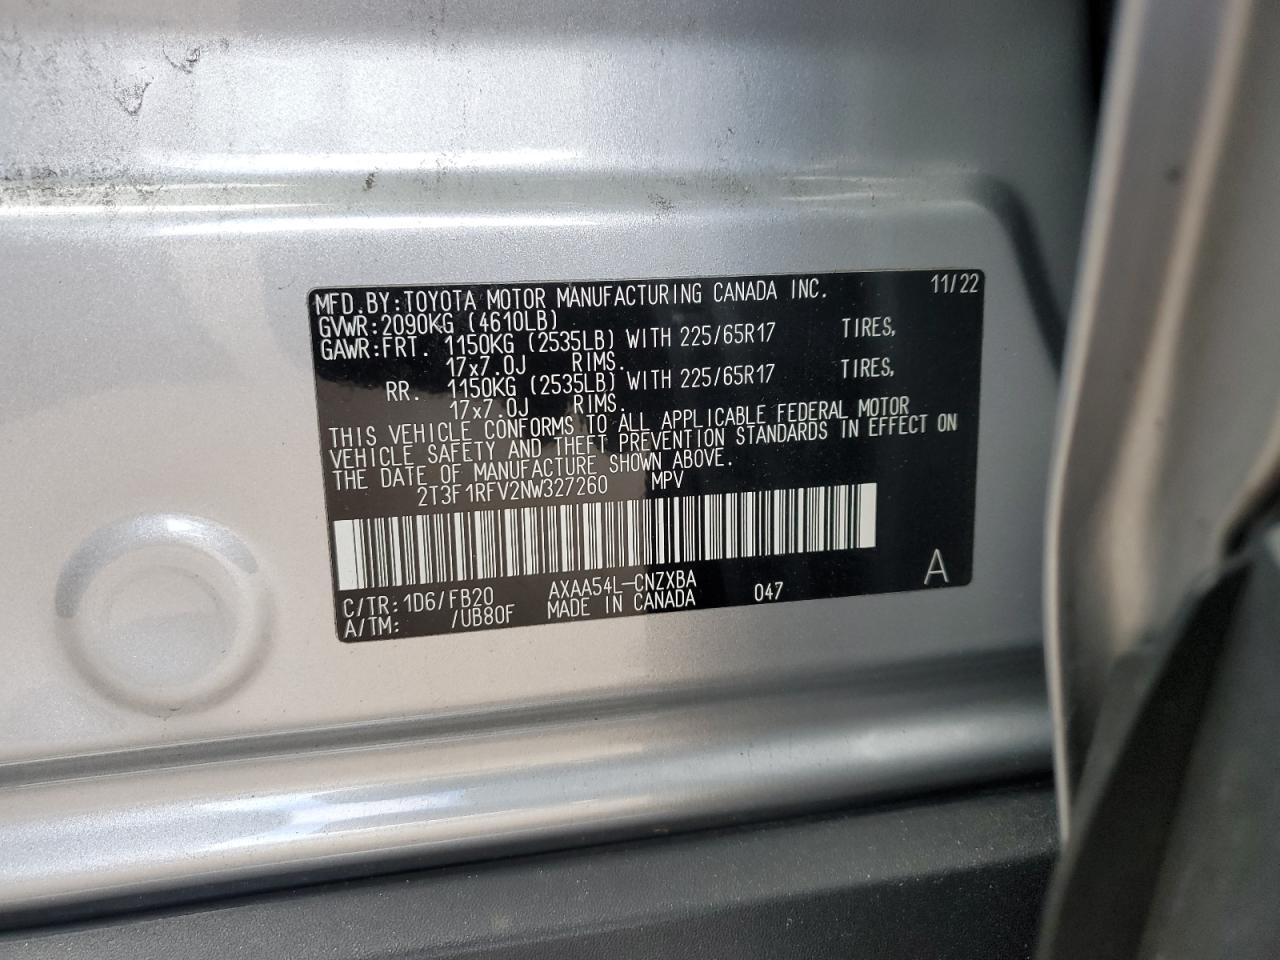 MFD.BY:TOYOTA MOTOR MANUFACTURING CANADA INC. 11/22
GVWR:2090KG (4610LB)
GAWR:FRT. 1150KG (2535LB) WITH 225/65R17 TIRES,
17x7.0J RIMS.
RR. 1150KG (2535LB) WITH 225/65R17 TIRES,
17x7.0J RIMS.
THIS VEHICLE CONFORMS TO ALL APPLICABLE FEDERAL MOTOR
VEHICLE SAFETY AND THEFT PREVENTION STANDARDS IN EFFECT ON
THE DATE OF MANUFACTURE SHOWN ABOVE.
2T3F1RFV2NW327260 MPV
C/TR:1D6/FB20 AXAA54L-CNZXBA
A/TM: /UB80F MADE IN CANADA 047 A